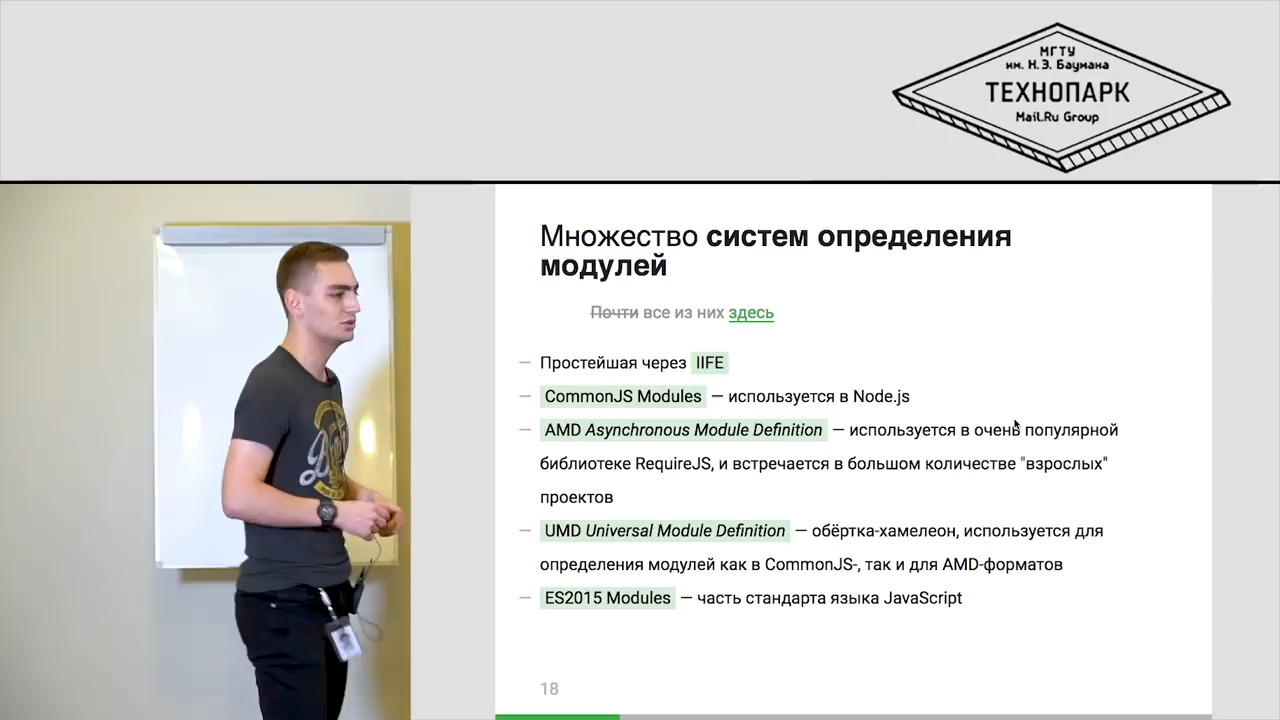 МГТУ
им. Н.Э. Баумана
ТЕХНОПАРК
Mail.Ru Group
Множество систем определения
модулей
Почти все из них здесь
— Простейшая через IIFE
— CommonJS Modules — используется в Node.js
— AMD Asynchronous Module Definition — используется в очень популярной
библиотеке RequireJS, и встречается в большом количестве "взрослых"
проектов
— UMD Universal Module Definition — обёртка-хамелеон, используется для
определения модулей как в CommonJS-, так и для AMD-форматов
— ES2015 Modules — часть стандарта языка JavaScript
18